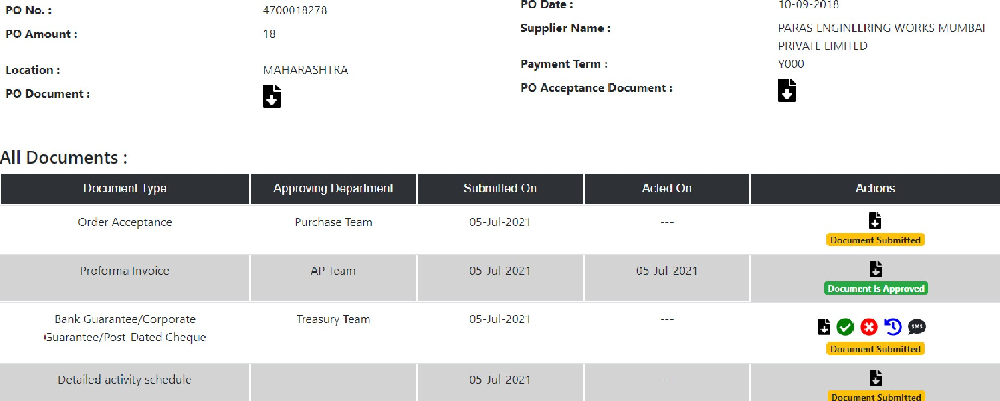 PO No. : 4700018278
PO Date : 10-09-2018
PO Amount : 18
Supplier Name : PARAS ENGINEERING WORKS MUMBAI
PRIVATE LIMITED
Location : MAHARASHTRA
Payment Term : Y000
PO Document :
PO Acceptance Document :
All Documents :
Document Type Approving Department Submitted On Acted On Actions
Order Acceptance Purchase Team 05-Jul-2021 ---
Document Submitted
Proforma Invoice AP Team 05-Jul-2021 05-Jul-2021
Document is Approved
Bank Guarantee/Corporate Treasury Team 05-Jul-2021 --- SMS
Guarantee/Post-Dated Cheque
Document Submitted
Detailed activity schedule 05-Jul-2021 ---
Document Submitted